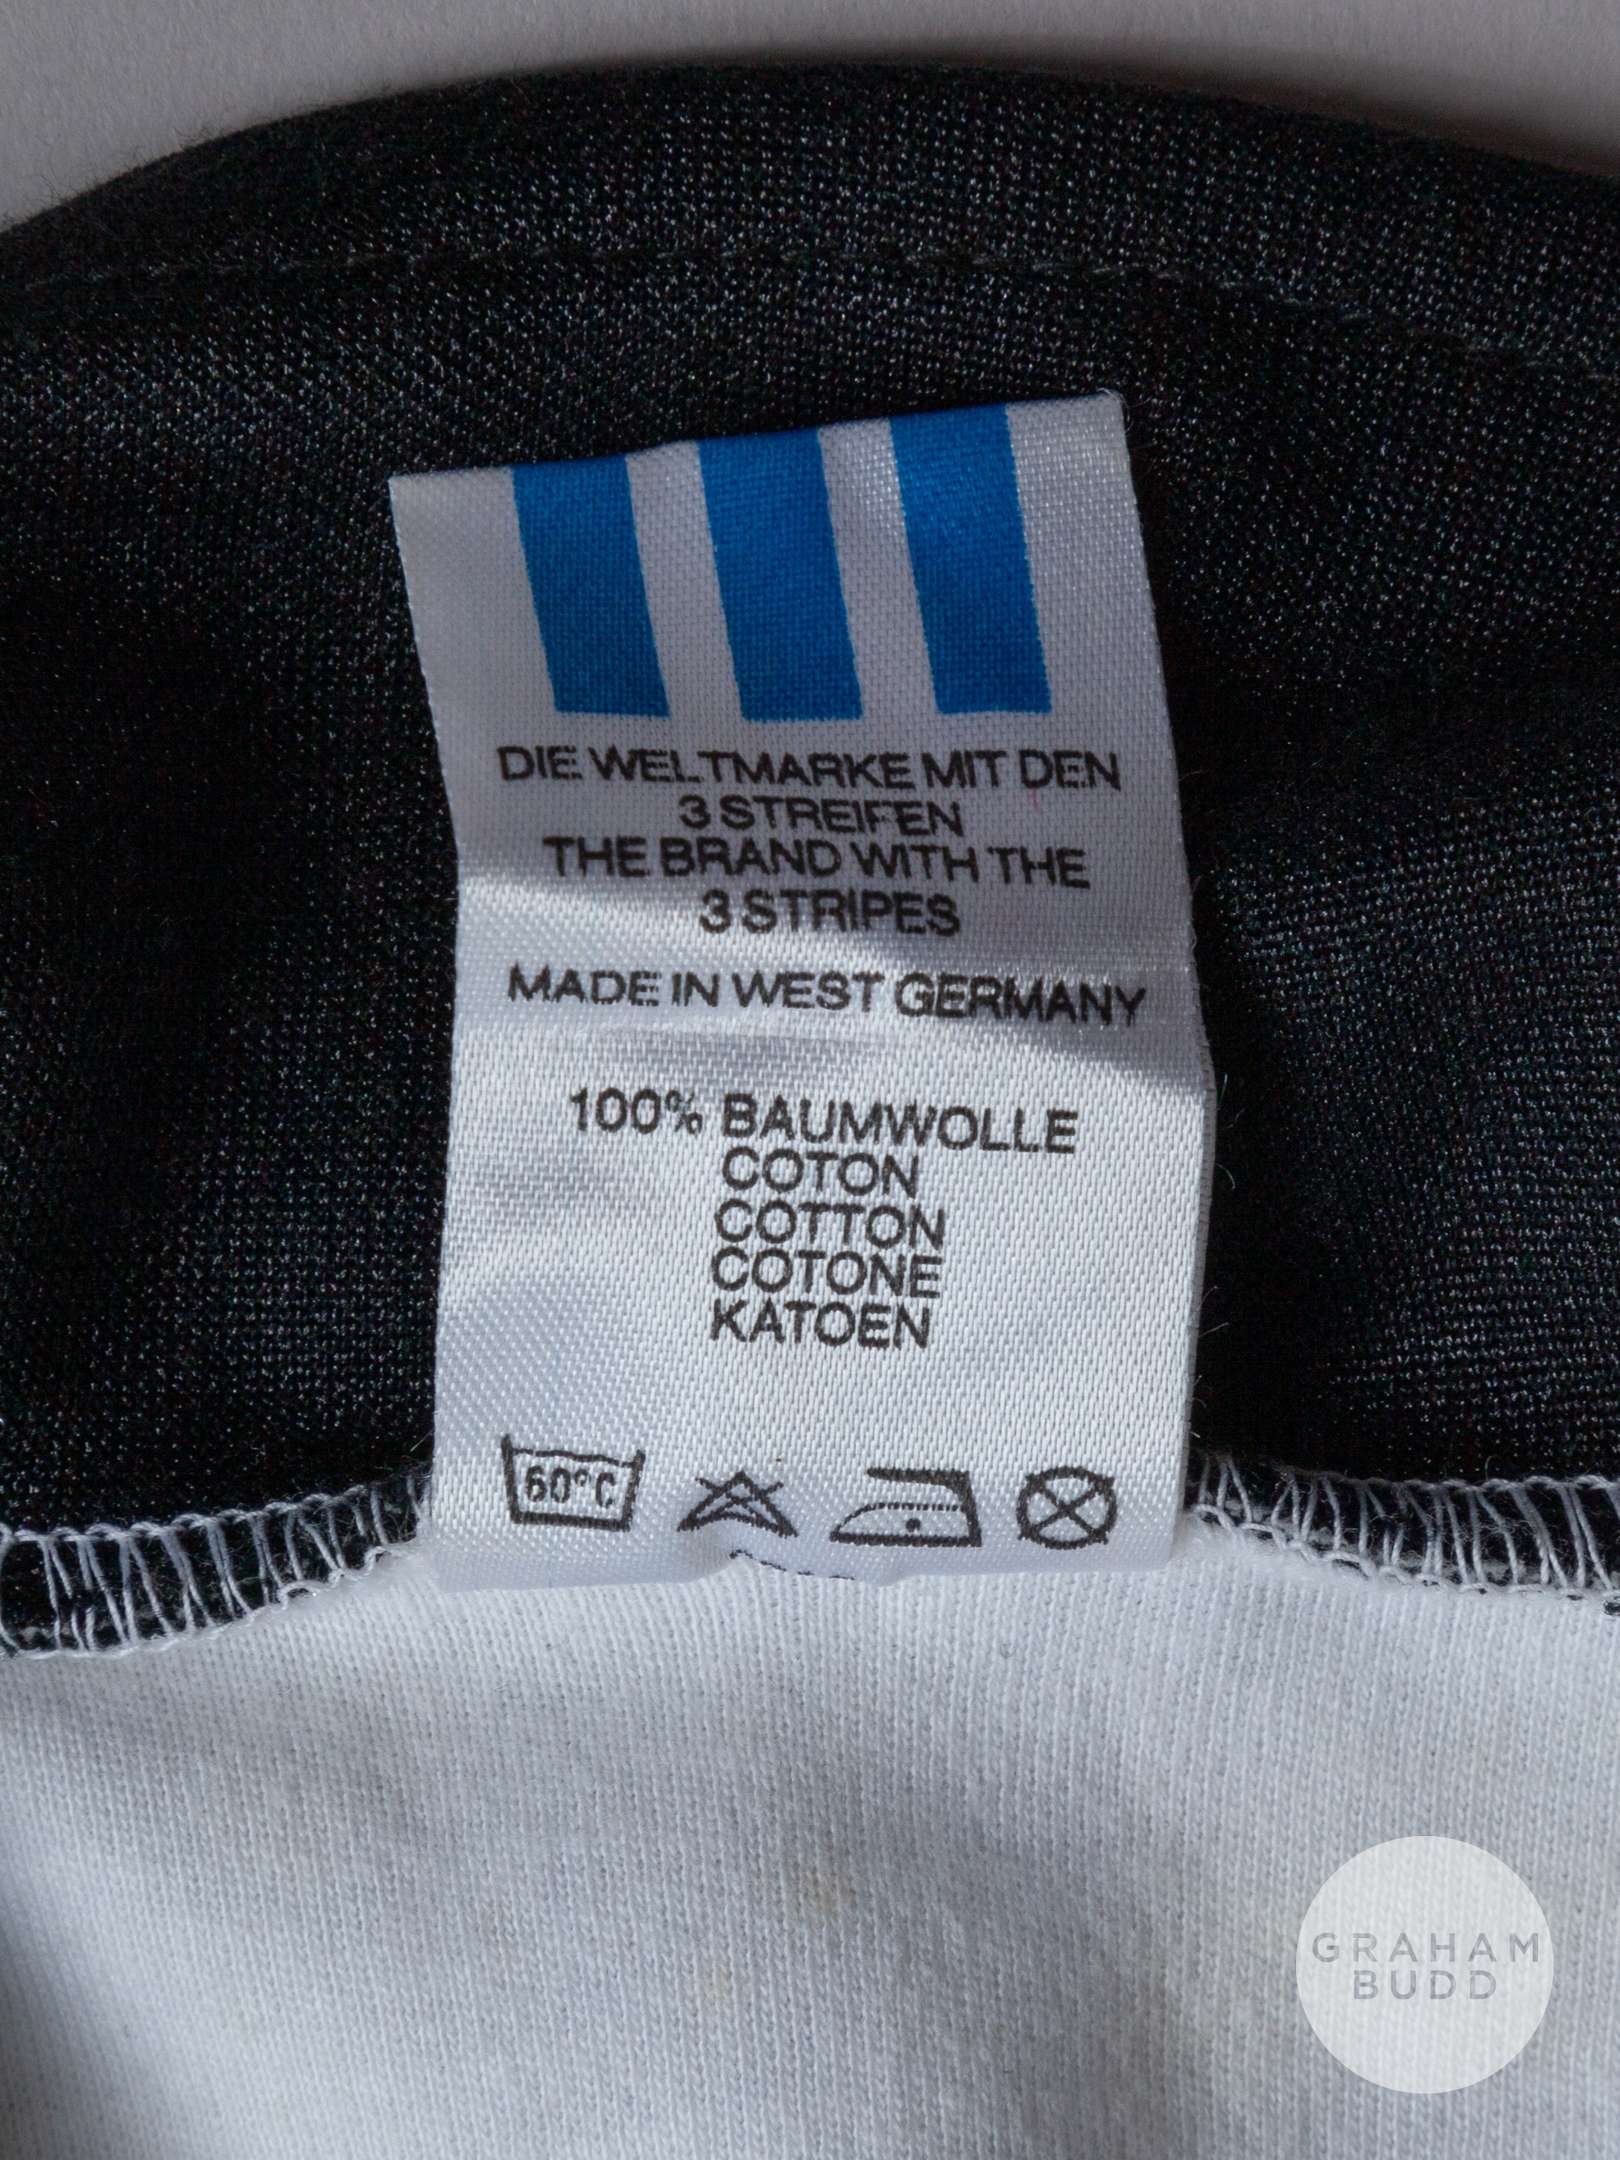 DIE WELTMARKE MIT DEN
3 STREIFEN
THE BRAND WITH THE
3 STRIPES
MADE IN WEST GERMANY
100% BAUMWOLLE
COTON
COTTON
COTONE
KATOEN
60°C
GRAHAM
BUDD